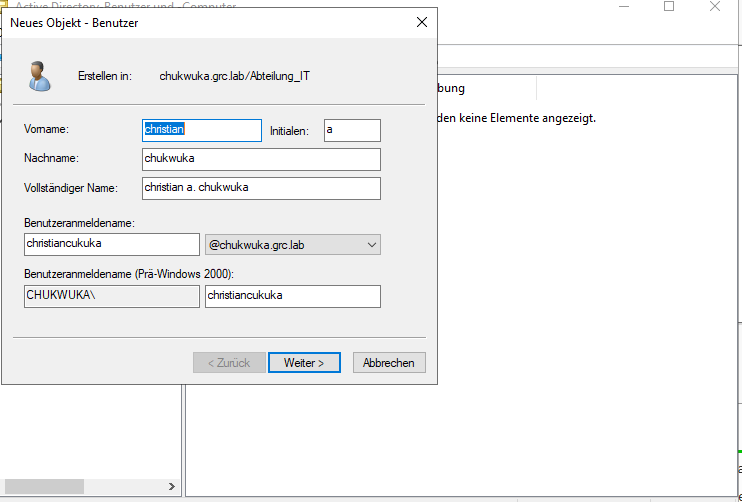 Active Directory-Benutzer und -Computer
Neues Objekt - Benutzer
Erstellen in: chukwuka.grc.lab/Abteilung_IT
bung
den keine Elemente angezeigt.
Vorname: christian Initialen: a
Nachname: chukwuka
Vollständiger Name: christian a. chukwuka
Benutzeranmeldename:
christiancukuka @chukwuka.grc.lab
Benutzeranmeldename (Prä-Windows 2000):
CHUKWUKA\ christiancukuka
< Zurück Weiter > Abbrechen